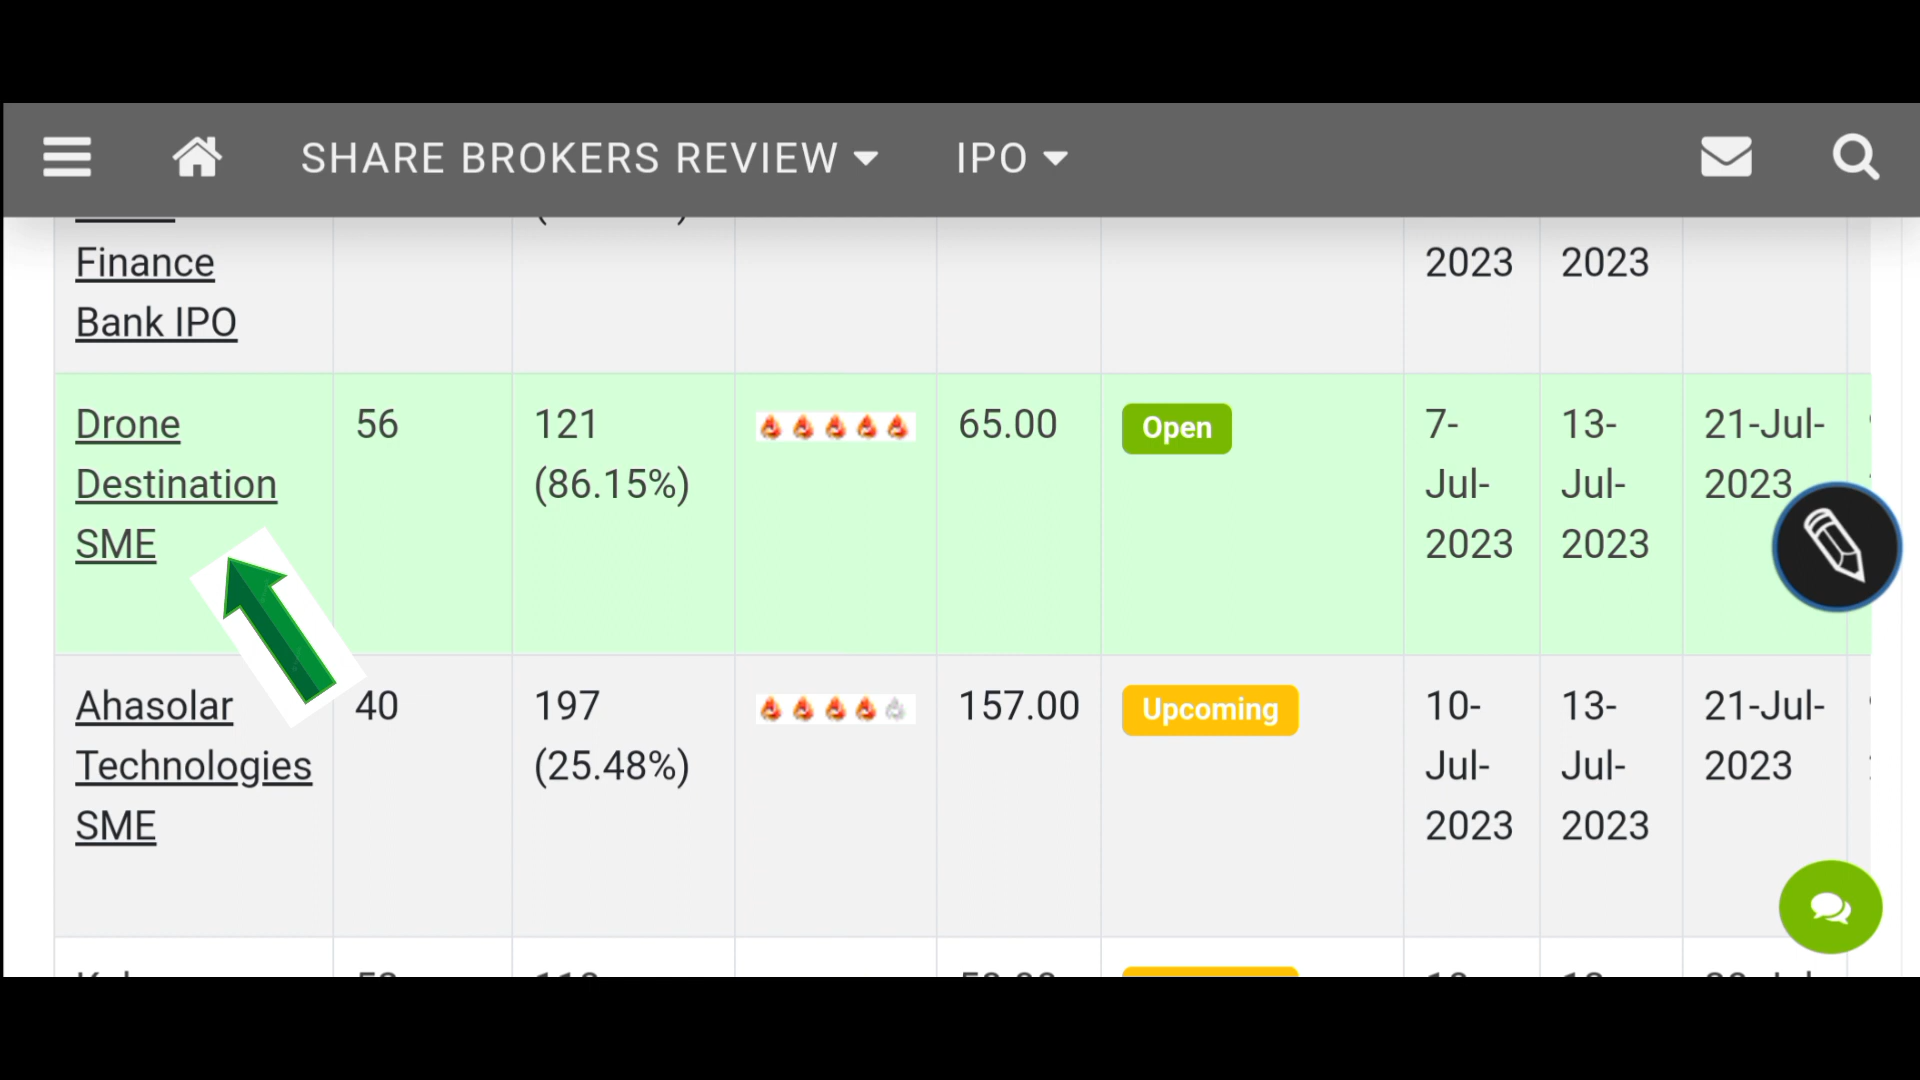 SHARE BROKERS REVIEW IPO
Finance 2023 2023
Bank IPO
Drone 56 121 65.00 Open 7- 13- 21-Jul-
Destination (86.15%) Jul- Jul- 2023
SME 2023 2023
Ahasolar 40 197 157.00 Upcoming 10- 13- 21-Jul-
Technologies (25.48%) Jul- Jul- 2023
SME 2023 2023